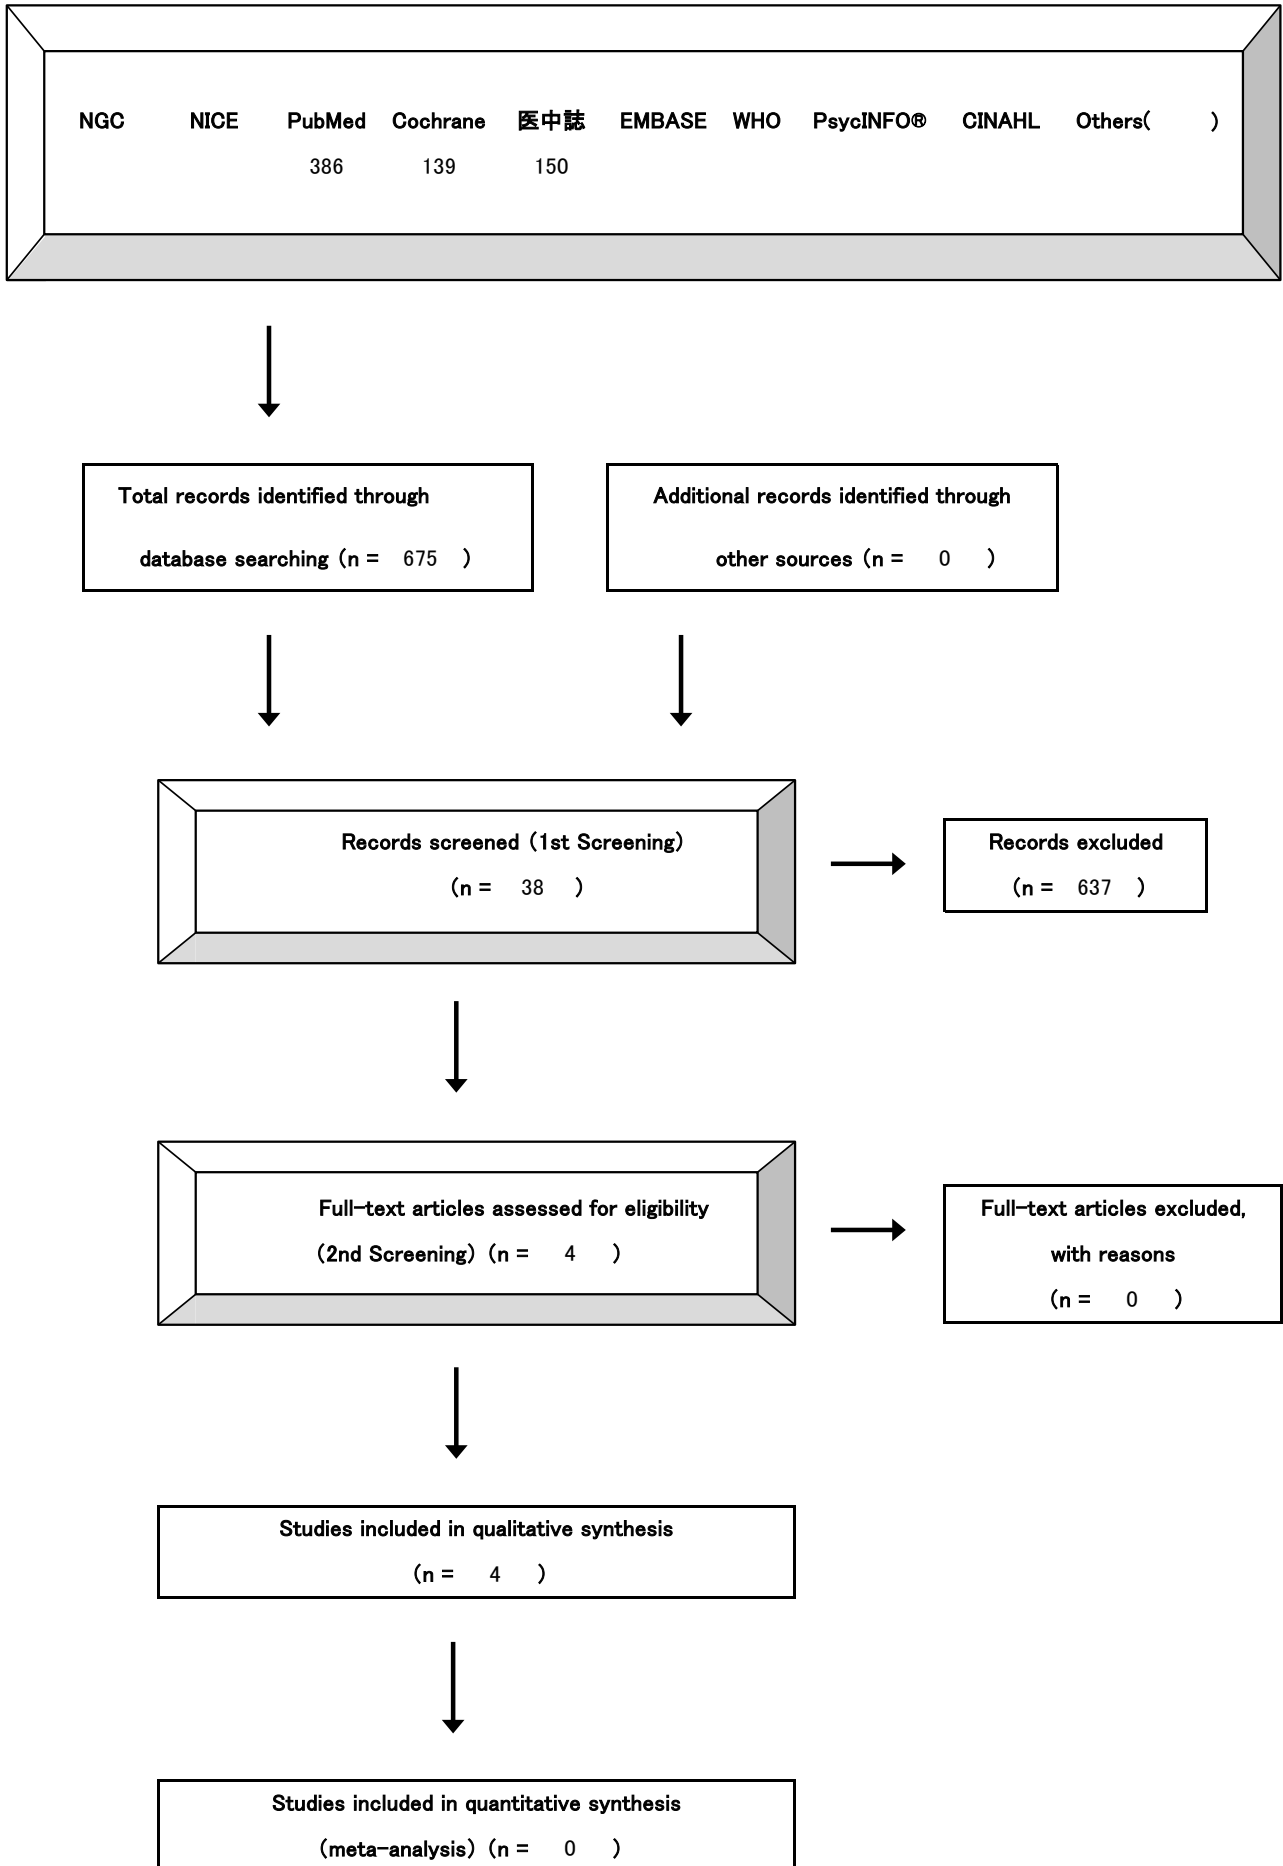 NGC NICE PubMed Cochrane 医中誌 EMBASE WHO PsycINFO® CINAHL Others( )
386 139 150
Total records identified through
database searching (n = 675 )
Additional records identified through
other sources (n = 0 )
Records screened (1st Screening)
(n = 38 )
Records excluded
(n = 637 )
Full-text articles assessed for eligibility
(2nd Screening) (n = 4 )
Full-text articles excluded,
with reasons
(n = 0 )
Studies included in qualitative synthesis
(n = 4 )
Studies included in quantitative synthesis
(meta-analysis) (n = 0 )